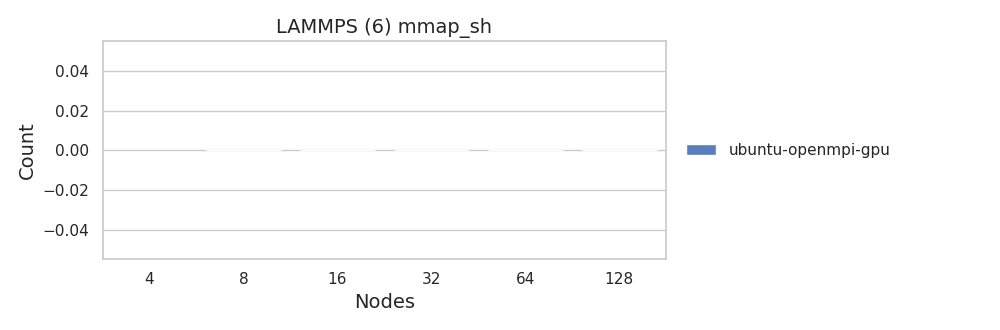 LAMMPS (6) mmap_sh
Count
0.04
0.02
0.00
−0.02
−0.04
4 8 16 32 64 128
Nodes
ubuntu-openmpi-gpu